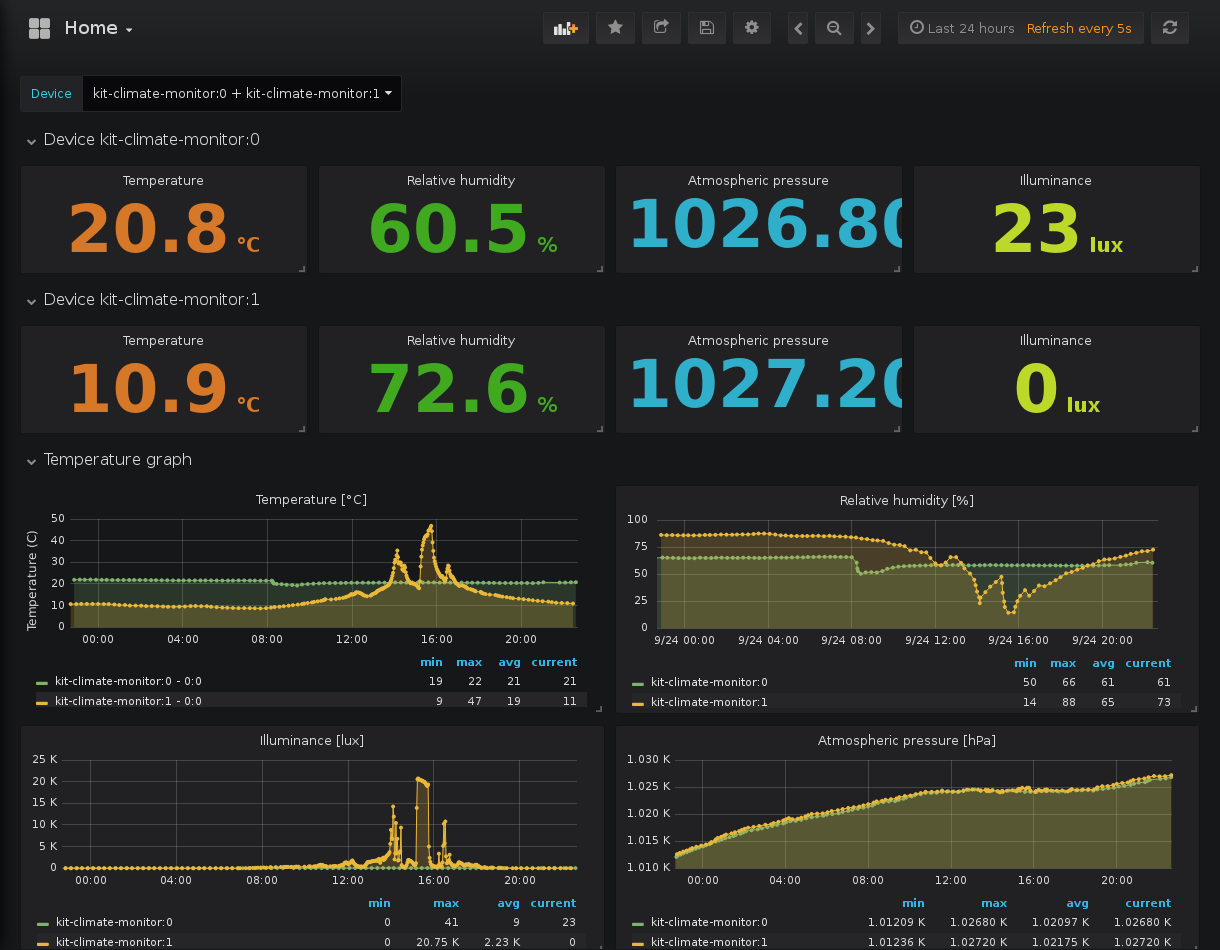 Home
Last 24 hours Refresh every 5s
Device kit-climate-monitor:0 + kit-climate-monitor:1
Device kit-climate-monitor:0
Temperature Relative humidity Atmospheric pressure Illuminance
20.8 °C 60.5 % 1026.80 23 lux
Device kit-climate-monitor:1
Temperature Relative humidity Atmospheric pressure Illuminance
10.9 °C 72.6 % 1027.20 0 lux
Temperature graph
Temperature [°C]
Temperature (C)
50
40
30
20
10
0
00:00 04:00 08:00 12:00 16:00 20:00
min max avg current
kit-climate-monitor:0 - 0:0 19 22 21 21
kit-climate-monitor:1 - 0:0 9 47 19 11
Relative humidity [%]
100
75
50
25
0
9/24 00:00 9/24 04:00 9/24 08:00 9/24 12:00 9/24 16:00 9/24 20:00
min max avg current
kit-climate-monitor:0 50 66 61 61
kit-climate-monitor:1 14 88 65 73
Illuminance [lux]
25 K
20 K
15 K
10 K
5 K
0
00:00 04:00 08:00 12:00 16:00 20:00
min max avg current
kit-climate-monitor:0 0 41 9 23
kit-climate-monitor:1 0 20.75 K 2.23 K 0
Atmospheric pressure [hPa]
1.030 K
1.025 K
1.020 K
1.015 K
1.010 K
00:00 04:00 08:00 12:00 16:00 20:00
min max avg current
kit-climate-monitor:0 1.01209 K 1.02680 K 1.02097 K 1.02680 K
kit-climate-monitor:1 1.01236 K 1.02720 K 1.02175 K 1.02720 K